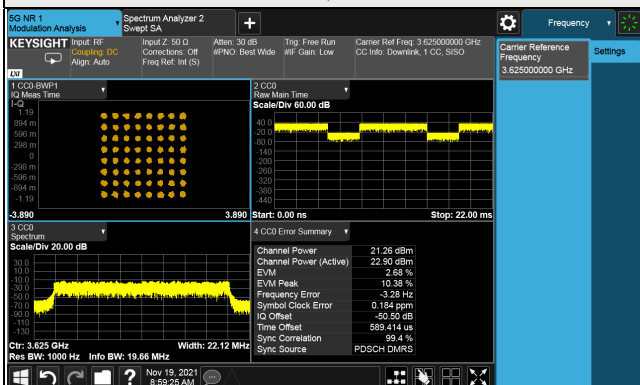 5G NR 1
Modulation Analysis
Spectrum Analyzer 2
Swept SA
Frequency
KEYSIGHT
Input: RF
Coupling: DC
Align: Auto
Input Z: 50 Ω
Corrections: Off
Freq Ref: Int (S)
Atten: 30 dB
#PNO: Best Wide
Trig: Free Run
#IF Gain: Low
Carrier Ref Freq: 3.625000000 GHz
CC Info: Downlink, 1 CC, SISO
LXI
Carrier Reference
Frequency
3.625000000 GHz
Settings
1 CC0-BWP1
IQ Meas Time
I-Q
1.19
894 m
596 m
298 m
0
-298 m
-596 m
-894 m
-1.19
-3.890
3.890
2 CC0
Raw Main Time
Scale/Div 60.00 dB
40.0
-20.0
-80.0
-140
-200
-260
-320
-380
-440
Start: 0.00 ns
Stop: 22.00 ms
3 CC0
Spectrum
Scale/Div 20.00 dB
30.0
10.0
-10.0
-30.0
-50.0
-70.0
-90.0
-110
-130
Ctr: 3.625 GHz
Width: 22.12 MHz
Res BW: 1000 Hz Info BW: 19.66 MHz
4 CC0 Error Summary
Channel Power 21.26 dBm
Channel Power (Active) 22.90 dBm
EVM 2.68 %
EVM Peak 10.38 %
Frequency Error -3.28 Hz
Symbol Clock Error 0.184 ppm
IQ Offset -50.50 dB
Time Offset 589.414 us
Sync Correlation 99.4 %
Sync Source PDSCH DMRS
Nov 19, 2021
8:59:25 AM